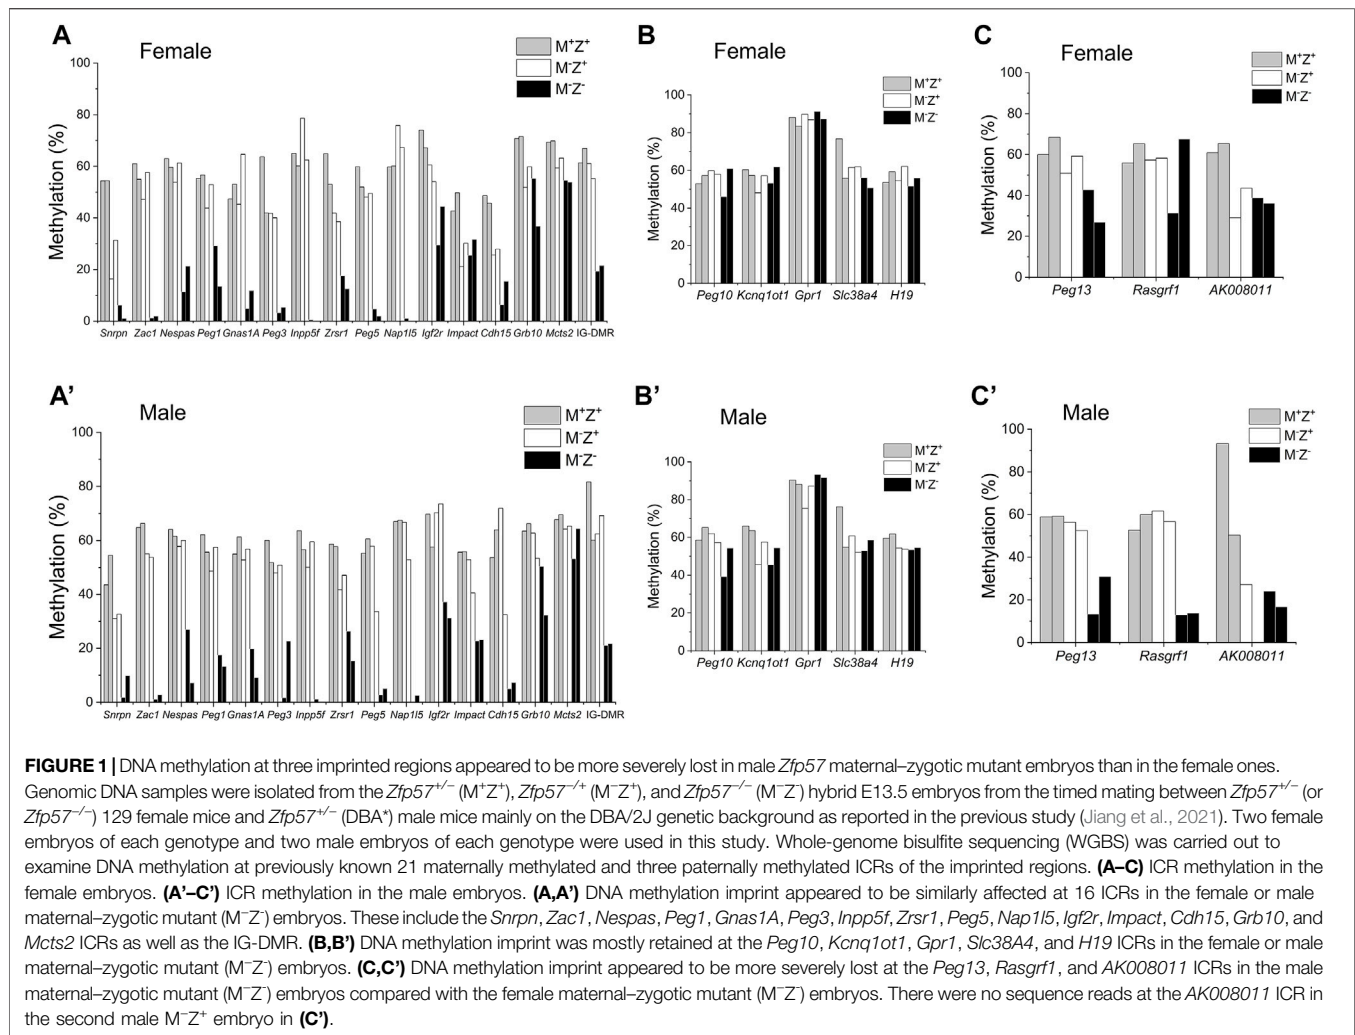 A
Female
M⁺Z⁺
M⁻Z⁺
M⁻Z⁻
Methylation (%)
100
80
60
40
20
0
Snrpn Zac1 Nespas Peg1 Gnas1A Peg3 Inpp5f Zrsr1 Peg5 Nap1l5 Igf2r Impact Cdh15 Grb10 Mcts2 IG-DMR
B
Female
M⁺Z⁺
M⁻Z⁺
M⁻Z⁻
Methylation (%)
100
80
60
40
20
0
Peg10 Kcnq1ot1 Gpr1 Slc38a4 H19
C
Female
M⁺Z⁺
M⁻Z⁺
M⁻Z⁻
Methylation (%)
100
80
60
40
20
0
Peg13 Rasgrf1 AK008011
A’
Male
M⁺Z⁺
M⁻Z⁺
M⁻Z⁻
Methylation (%)
100
80
60
40
20
0
Snrpn Zac1 Nespas Peg1 Gnas1A Peg3 Inpp5f Zrsr1 Peg5 Nap1l5 Igf2r Impact Cdh15 Grb10 Mcts2 IG-DMR
B’
Male
M⁺Z⁺
M⁻Z⁺
M⁻Z⁻
Methylation (%)
100
80
60
40
20
0
Peg10 Kcnq1ot1 Gpr1 Slc38a4 H19
C’
Male
M⁺Z⁺
M⁻Z⁺
M⁻Z⁻
Methylation (%)
100
80
60
40
20
0
Peg13 Rasgrf1 AK008011
FIGURE 1 | DNA methylation at three imprinted regions appeared to be more severely lost in male Zfp57 maternal–zygotic mutant embryos than in the female ones.
Genomic DNA samples were isolated from the Zfp57⁺/⁻ (M⁺Z⁺), Zfp57⁻/⁺ (M⁻Z⁺), and Zfp57⁻/⁻ (M⁻Z⁻) hybrid E13.5 embryos from the timed mating between Zfp57⁺/⁻ (or
Zfp57⁻/⁻) 129 female mice and Zfp57⁺/⁻ (DBA*) male mice mainly on the DBA/2J genetic background as reported in the previous study (Jiang et al., 2021). Two female
embryos of each genotype and two male embryos of each genotype were used in this study. Whole-genome bisulfite sequencing (WGBS) was carried out to
examine DNA methylation at previously known 21 maternally methylated and three paternally methylated ICRs of the imprinted regions. (A–C) ICR methylation in the
female embryos. (A’–C’) ICR methylation in the male embryos. (A,A’) DNA methylation imprint appeared to be similarly affected at 16 ICRs in the female or male
maternal–zygotic mutant (M⁻Z⁻) embryos. These include the Snrpn, Zac1, Nespas, Peg1, Gnas1A, Peg3, Inpp5f, Zrsr1, Peg5, Nap1l5, Igf2r, Impact, Cdh15, Grb10, and
Mcts2 ICRs as well as the IG-DMR. (B,B’) DNA methylation imprint was mostly retained at the Peg10, Kcnq1ot1, Gpr1, Slc38A4, and H19 ICRs in the female or male
maternal–zygotic mutant (M⁻Z⁻) embryos. (C,C’) DNA methylation imprint appeared to be more severely lost at the Peg13, Rasgrf1, and AK008011 ICRs in the male
maternal–zygotic mutant (M⁻Z⁻) embryos compared with the female maternal–zygotic mutant (M⁻Z⁻) embryos. There were no sequence reads at the AK008011 ICR in
the second male M⁻Z⁺ embryo in (C’).